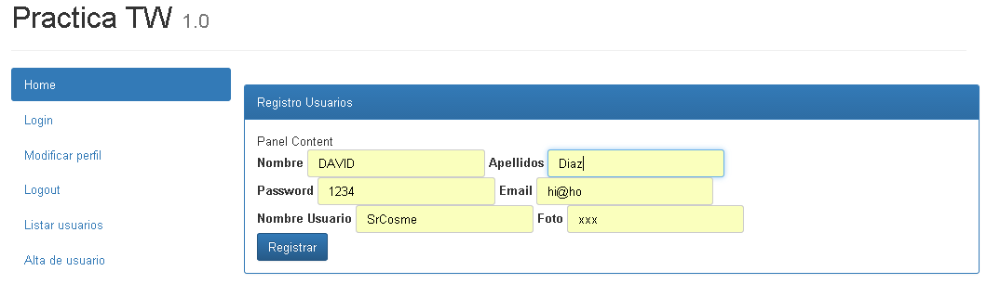 Practica TW 1.0
Home
Login
Modificar perfil
Logout
Listar usuarios
Alta de usuario
Registro Usuarios
Panel Content
Nombre DAVID Apellidos Diaz
Password 1234 Email hi@ho
Nombre Usuario SrCosme Foto xxx
Registrar